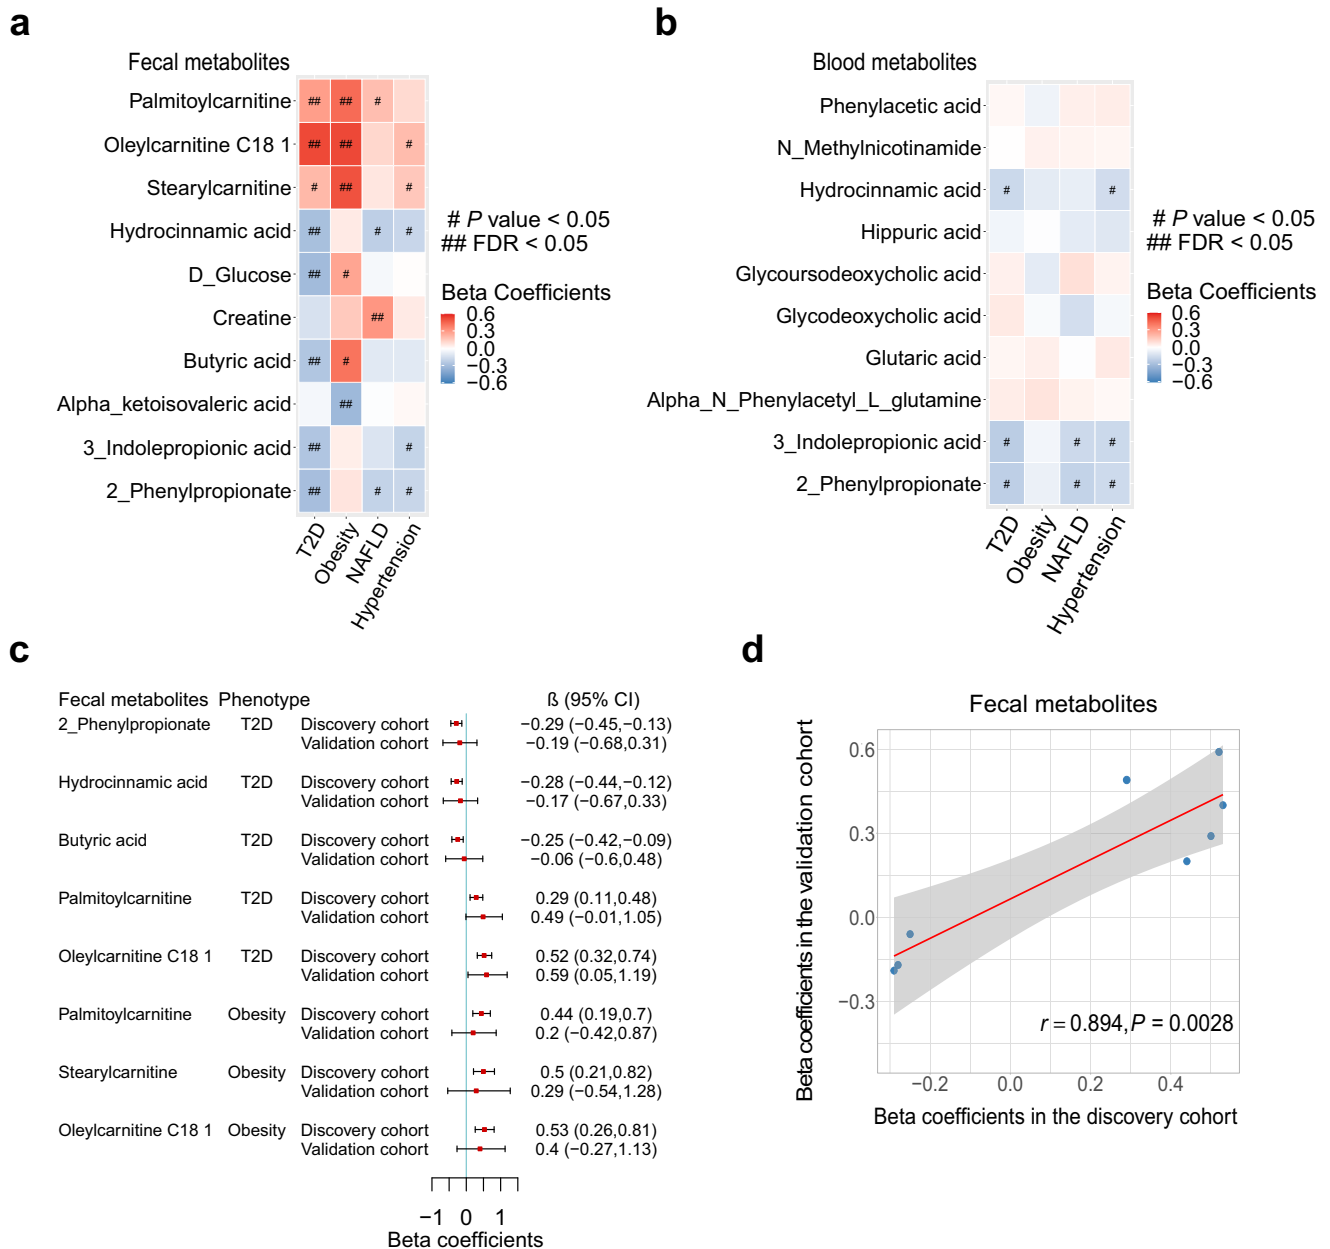 a
Fecal metabolites
Palmitoylcarnitine ## ## #
Oleylcarnitine C18 1 ## ## #
Stearylcarnitine # ## #
Hydrocinnamic acid ## # #
D_Glucose ## #
Creatine ##
Butyric acid ## #
Alpha_ketoisovaleric acid ##
3_Indolepropionic acid ## #
2_Phenylpropionate ## # #
T2D
Obesity
NAFLD
Hypertension
# P value < 0.05
## FDR < 0.05
Beta Coefficients
0.6
0.3
0.0
−0.3
−0.6
b
Blood metabolites
Phenylacetic acid
N_Methylnicotinamide
Hydrocinnamic acid # #
Hippuric acid
Glycoursodeoxycholic acid
Glycodeoxycholic acid
Glutaric acid
Alpha_N_Phenylacetyl_L_glutamine
3_Indolepropionic acid # # #
2_Phenylpropionate # # #
T2D
Obesity
NAFLD
Hypertension
# P value < 0.05
## FDR < 0.05
Beta Coefficients
0.6
0.3
0.0
−0.3
−0.6
c
Fecal metabolites Phenotype ß (95% CI)
2_Phenylpropionate T2D Discovery cohort −0.29 (−0.45,−0.13)
Validation cohort −0.19 (−0.68,0.31)
Hydrocinnamic acid T2D Discovery cohort −0.28 (−0.44,−0.12)
Validation cohort −0.17 (−0.67,0.33)
Butyric acid T2D Discovery cohort −0.25 (−0.42,−0.09)
Validation cohort −0.06 (−0.6,0.48)
Palmitoylcarnitine T2D Discovery cohort 0.29 (0.11,0.48)
Validation cohort 0.49 (−0.01,1.05)
Oleylcarnitine C18 1 T2D Discovery cohort 0.52 (0.32,0.74)
Validation cohort 0.59 (0.05,1.19)
Palmitoylcarnitine Obesity Discovery cohort 0.44 (0.19,0.7)
Validation cohort 0.2 (−0.42,0.87)
Stearylcarnitine Obesity Discovery cohort 0.5 (0.21,0.82)
Validation cohort 0.29 (−0.54,1.28)
Oleylcarnitine C18 1 Obesity Discovery cohort 0.53 (0.26,0.81)
Validation cohort 0.4 (−0.27,1.13)
−1 0 1
Beta coefficients
d
Fecal metabolites
Beta coefficients in the validation cohort
0.6
0.3
0.0
−0.3
r = 0.894, P = 0.0028
−0.2 0.0 0.2 0.4
Beta coefficients in the discovery cohort